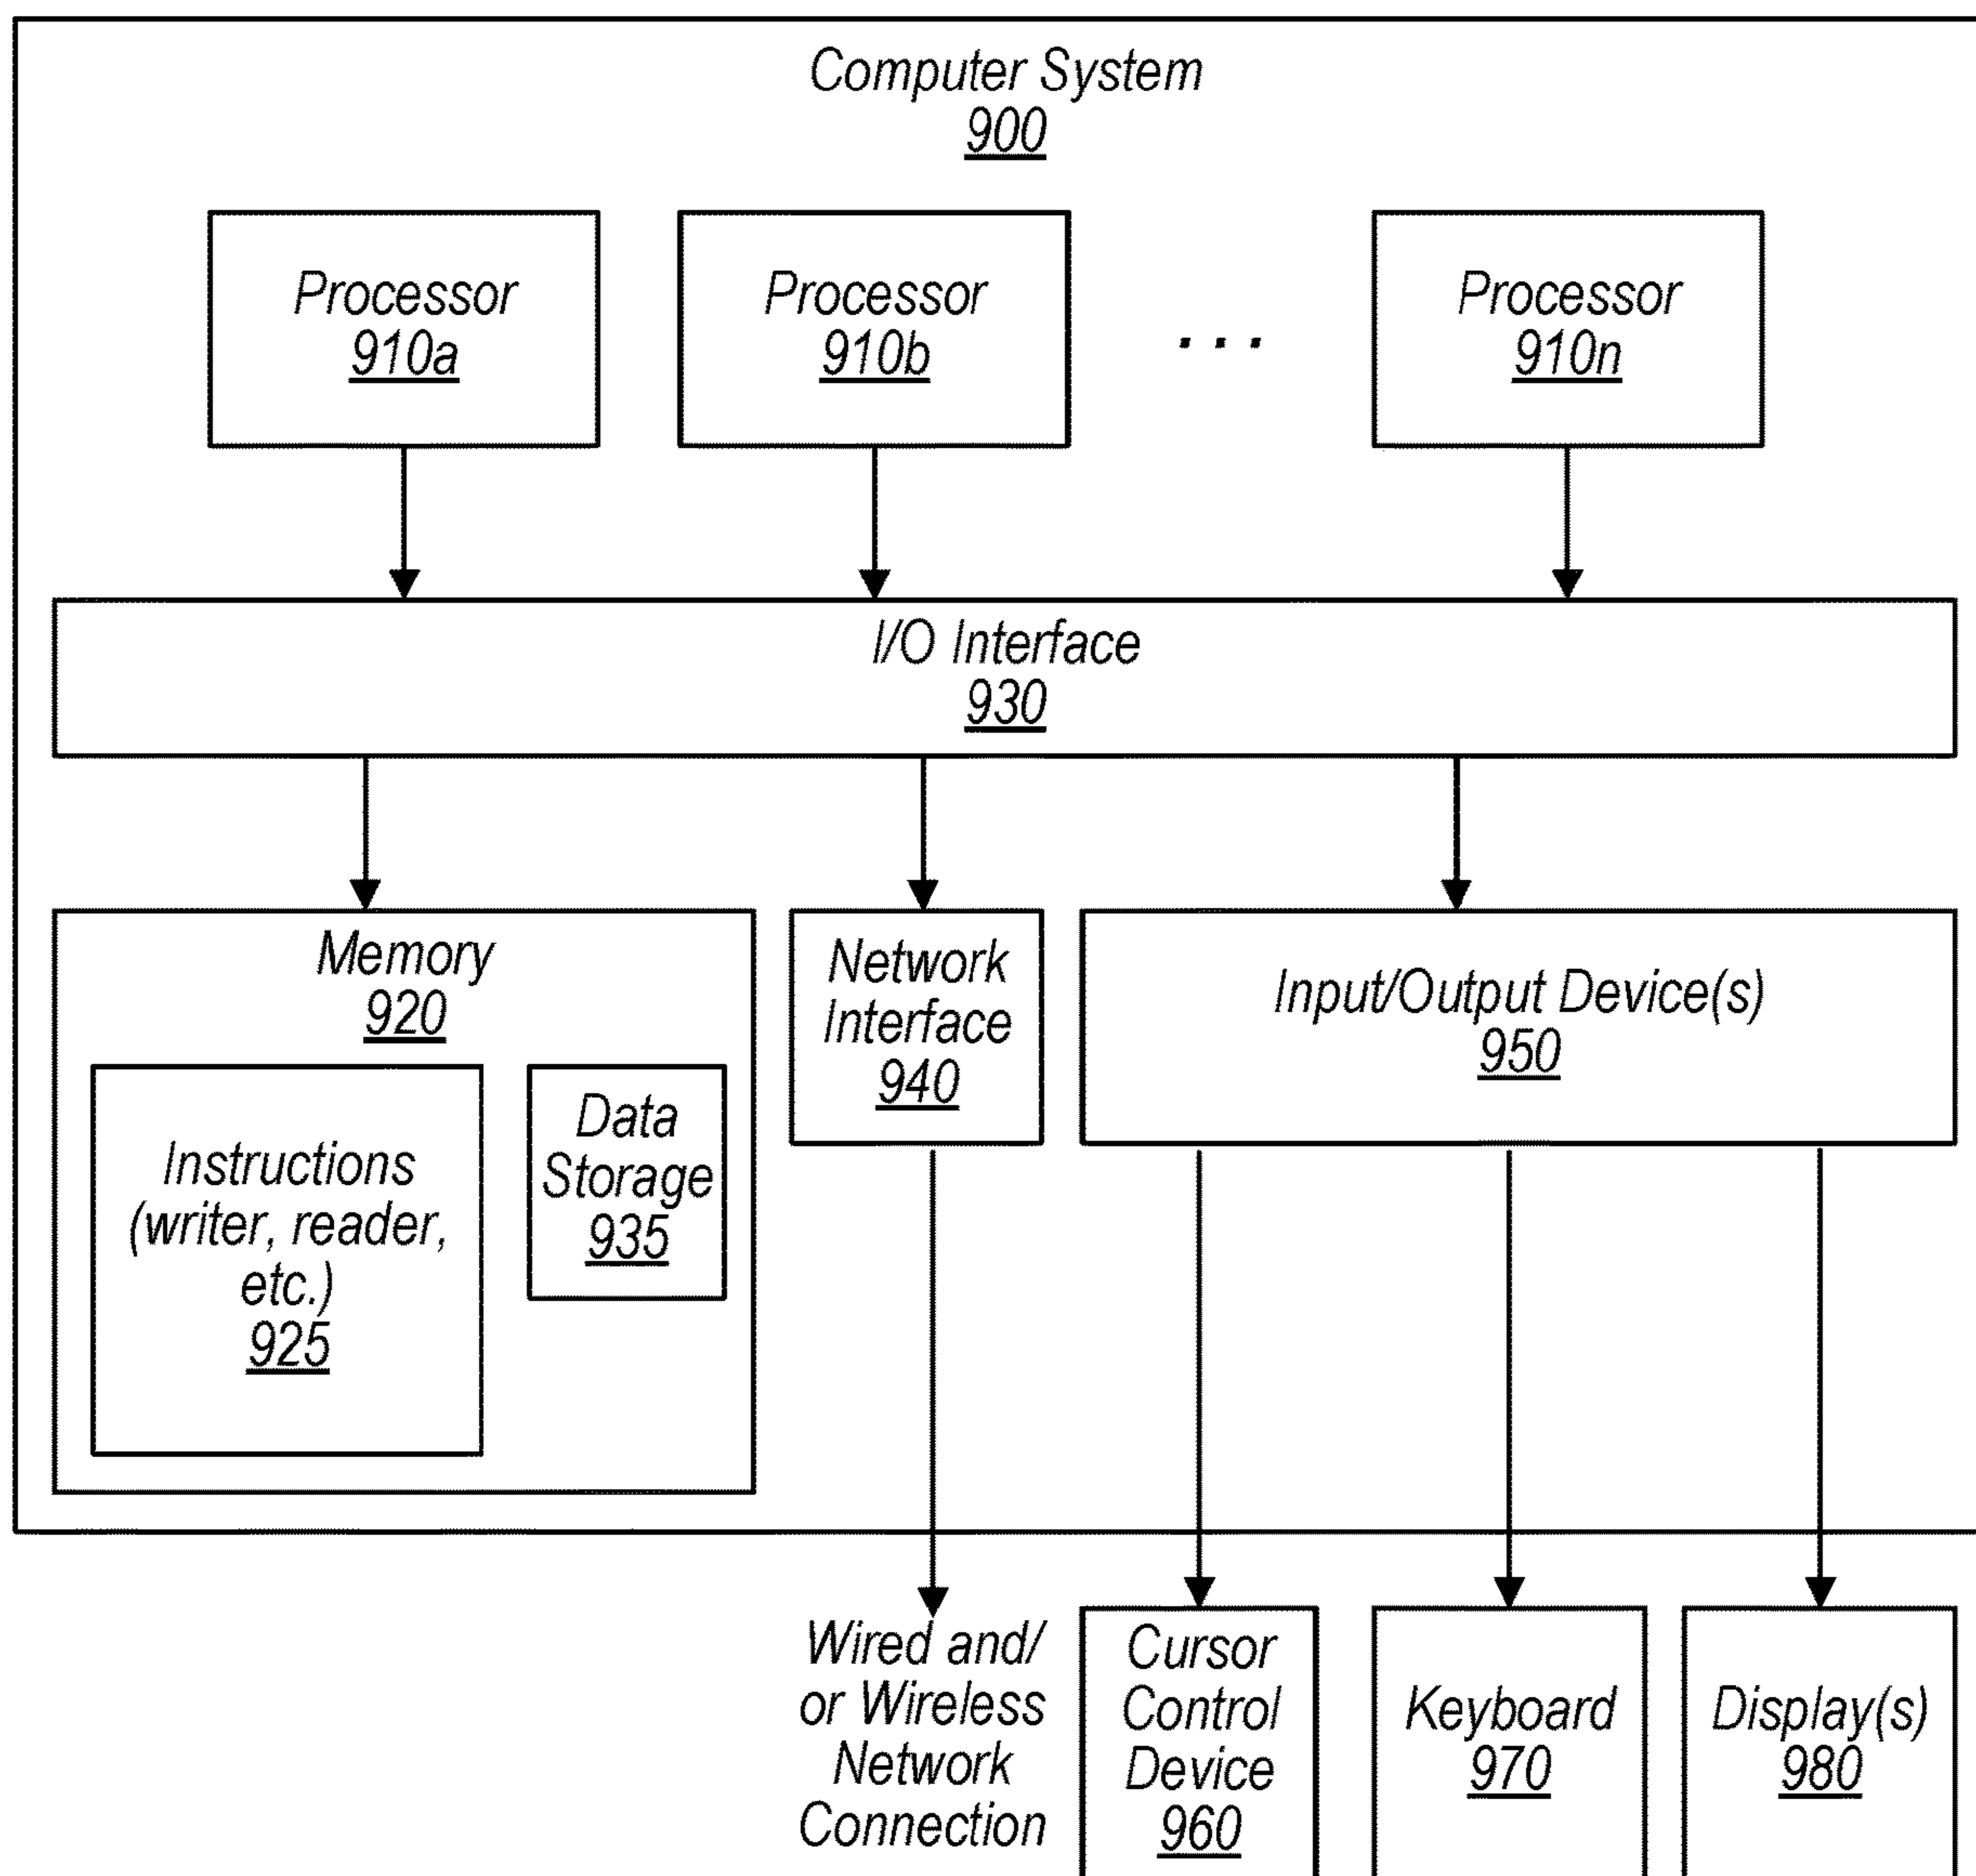 Computer System
900
Processor
910a
Processor
910b
. . .
Processor
910n
I/O Interface
930
Memory
920
Instructions
(writer, reader,
etc.)
925
Data
Storage
935
Network
Interface
940
Input/Output Device(s)
950
Wired and/
or Wireless
Network
Connection
Cursor
Control
Device
960
Keyboard
970
Display(s)
980